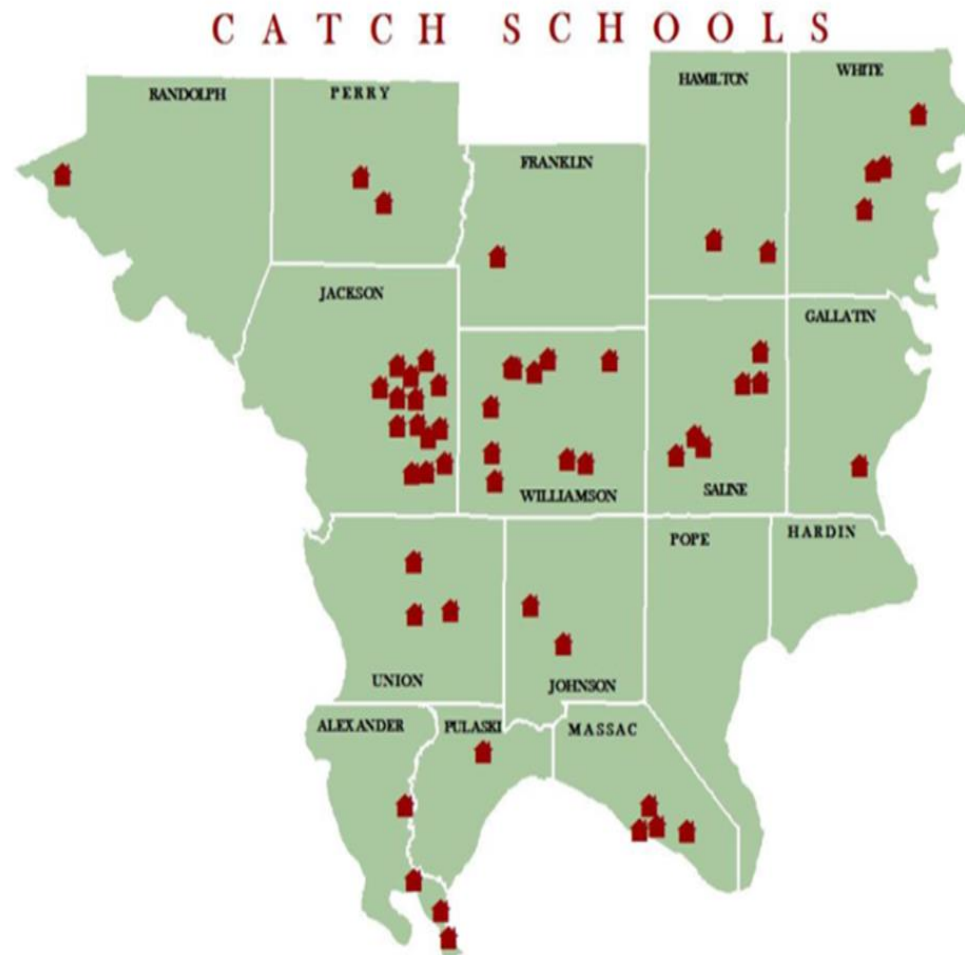 CATCH SCHOOLS
RANDOLPH
PERRY
HAMILTON
WHITE
FRANKLIN
JACKSON
GALLATIN
WILLIAMSON
SALINE
POPE
HARDIN
UNION
JOHNSON
ALEXANDER
PULASKI
MASSAC